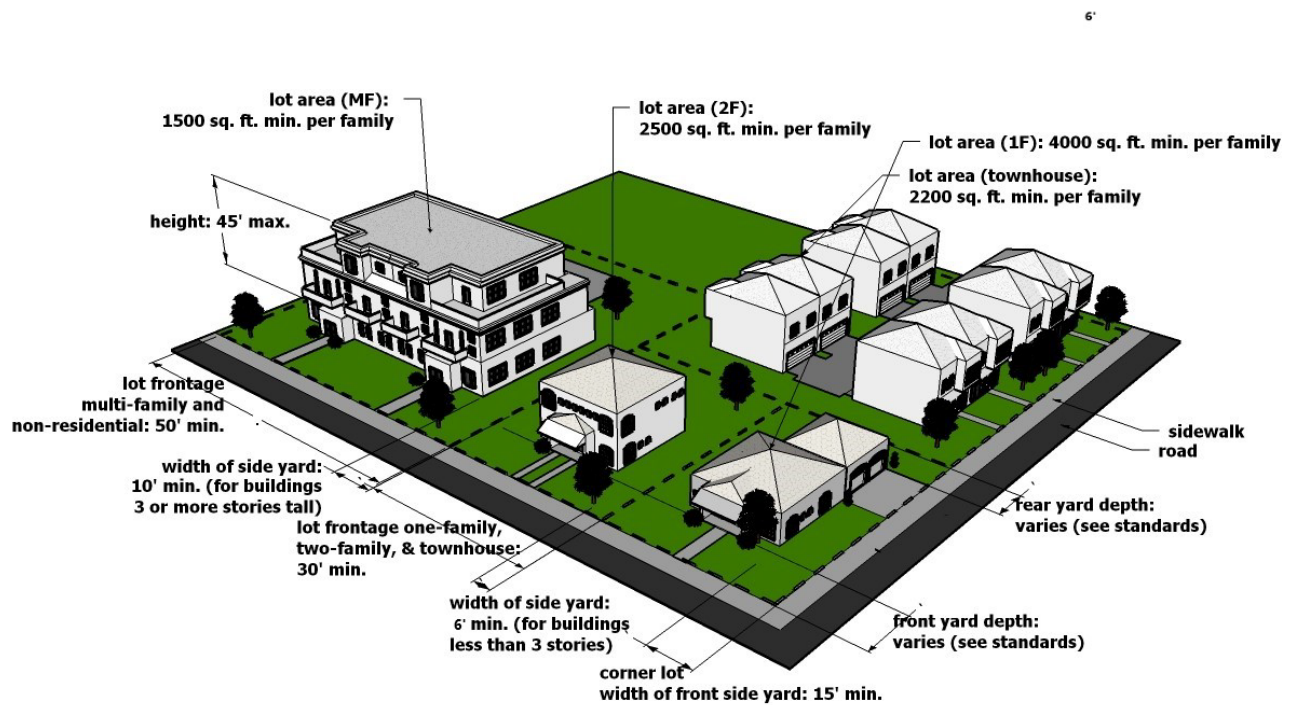 6'
lot area (MF):
1500 sq. ft. min. per family
lot area (2F):
2500 sq. ft. min. per family
lot area (1F): 4000 sq. ft. min. per family
lot area (townhouse):
2200 sq. ft. min. per family
height: 45' max.
lot frontage
multi-family and
non-residential: 50' min.
sidewalk
road
width of side yard:
10' min. (for buildings
3 or more stories tall)
rear yard depth:
varies (see standards)
lot frontage one-family,
two-family, & townhouse:
30' min.
width of side yard:
6' min. (for buildings
less than 3 stories)
front yard depth:
varies (see standards)
corner lot
width of front side yard: 15' min.